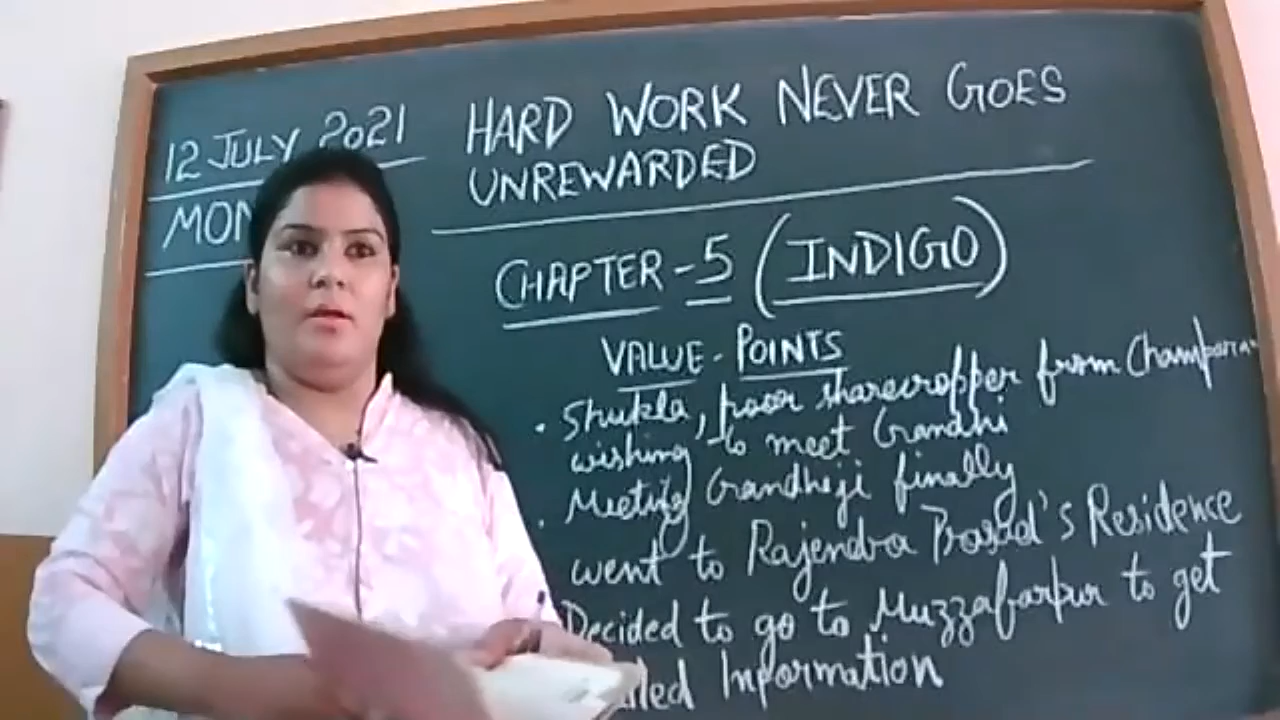 12 JULY 2021
MON
HARD WORK NEVER GOES
UNREWARDED
CHAPTER - 5 (INDIGO)
VALUE - POINTS
• Shukla, poor sharecropper from Champaran
wishing to meet Gandhi
• Meeting Gandhiji finally
went to Rajendra Prasad's Residence
Decided to go to Muzzafarpur to get
Information